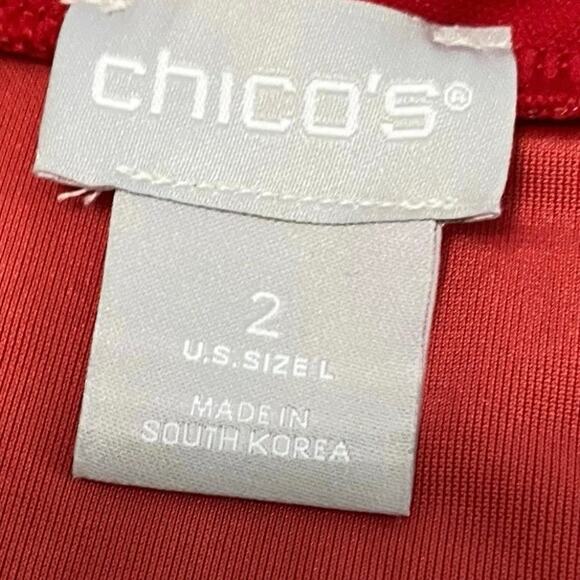 chico's®
2
U.S. SIZE L
MADE IN
SOUTH KOREA